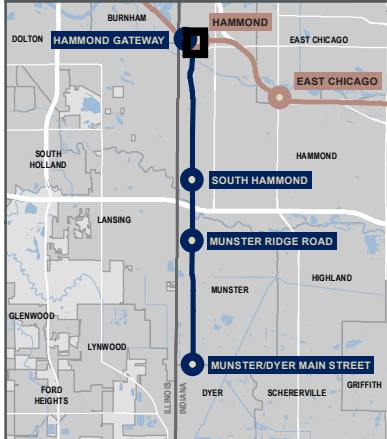 BURNHAM
HAMMOND
DOLTON
HAMMOND GATEWAY
EAST CHICAGO
EAST CHICAGO
SOUTH
HOLLAND
HAMMOND
SOUTH HAMMOND
LANSING
MUNSTER RIDGE ROAD
HIGHLAND
MUNSTER
GLENWOOD
LYNWOOD
MUNSTER/DYER MAIN STREET
FORD
HEIGHTS
ILLINOIS
INDIANA
DYER
SCHERERVILLE
GRIFFITH